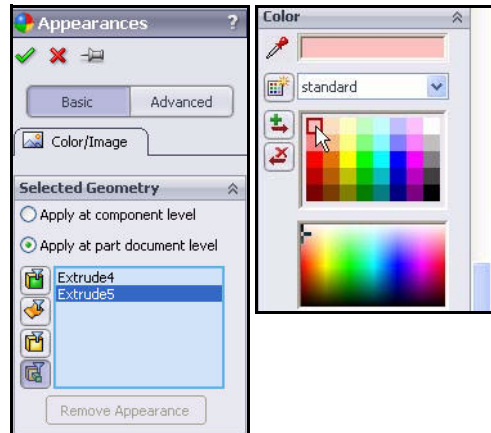 Appearances ?
Basic Advanced
Color/Image
Selected Geometry
Apply at component level
Apply at part document level
Extrude4
Extrude5
Remove Appearance
Color
standard